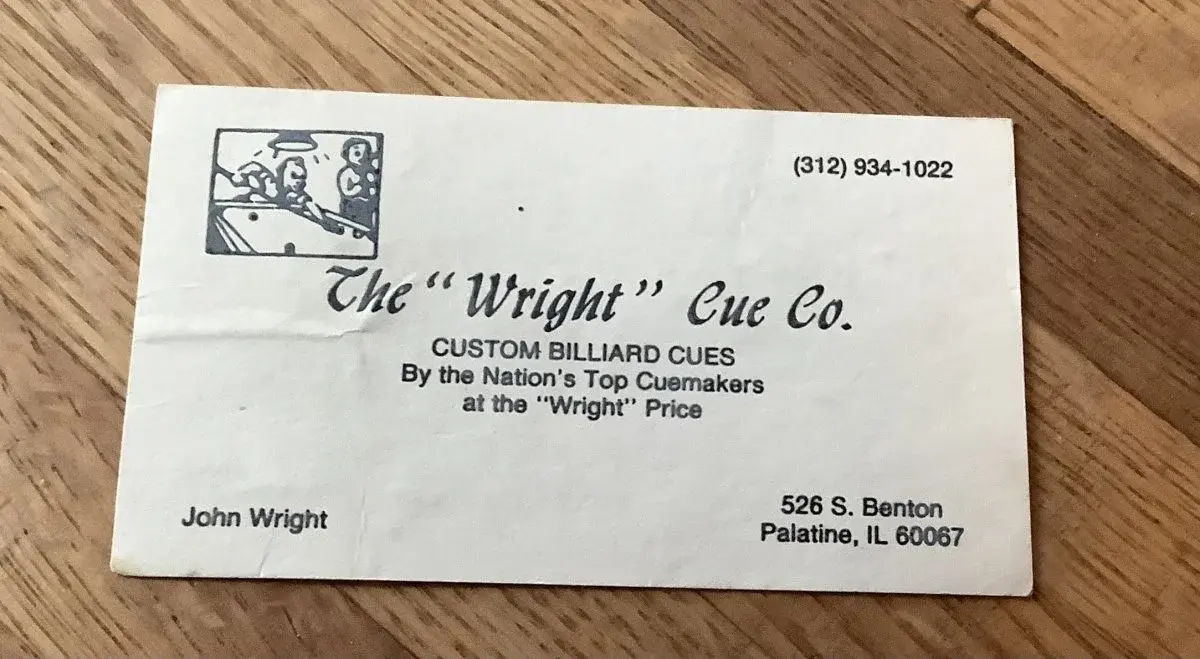 (312) 934-1022
The "Wright" Cue Co.
CUSTOM BILLIARD CUES
By the Nation's Top Cuemakers
at the "Wright" Price
John Wright
526 S. Benton
Palatine, IL 60067